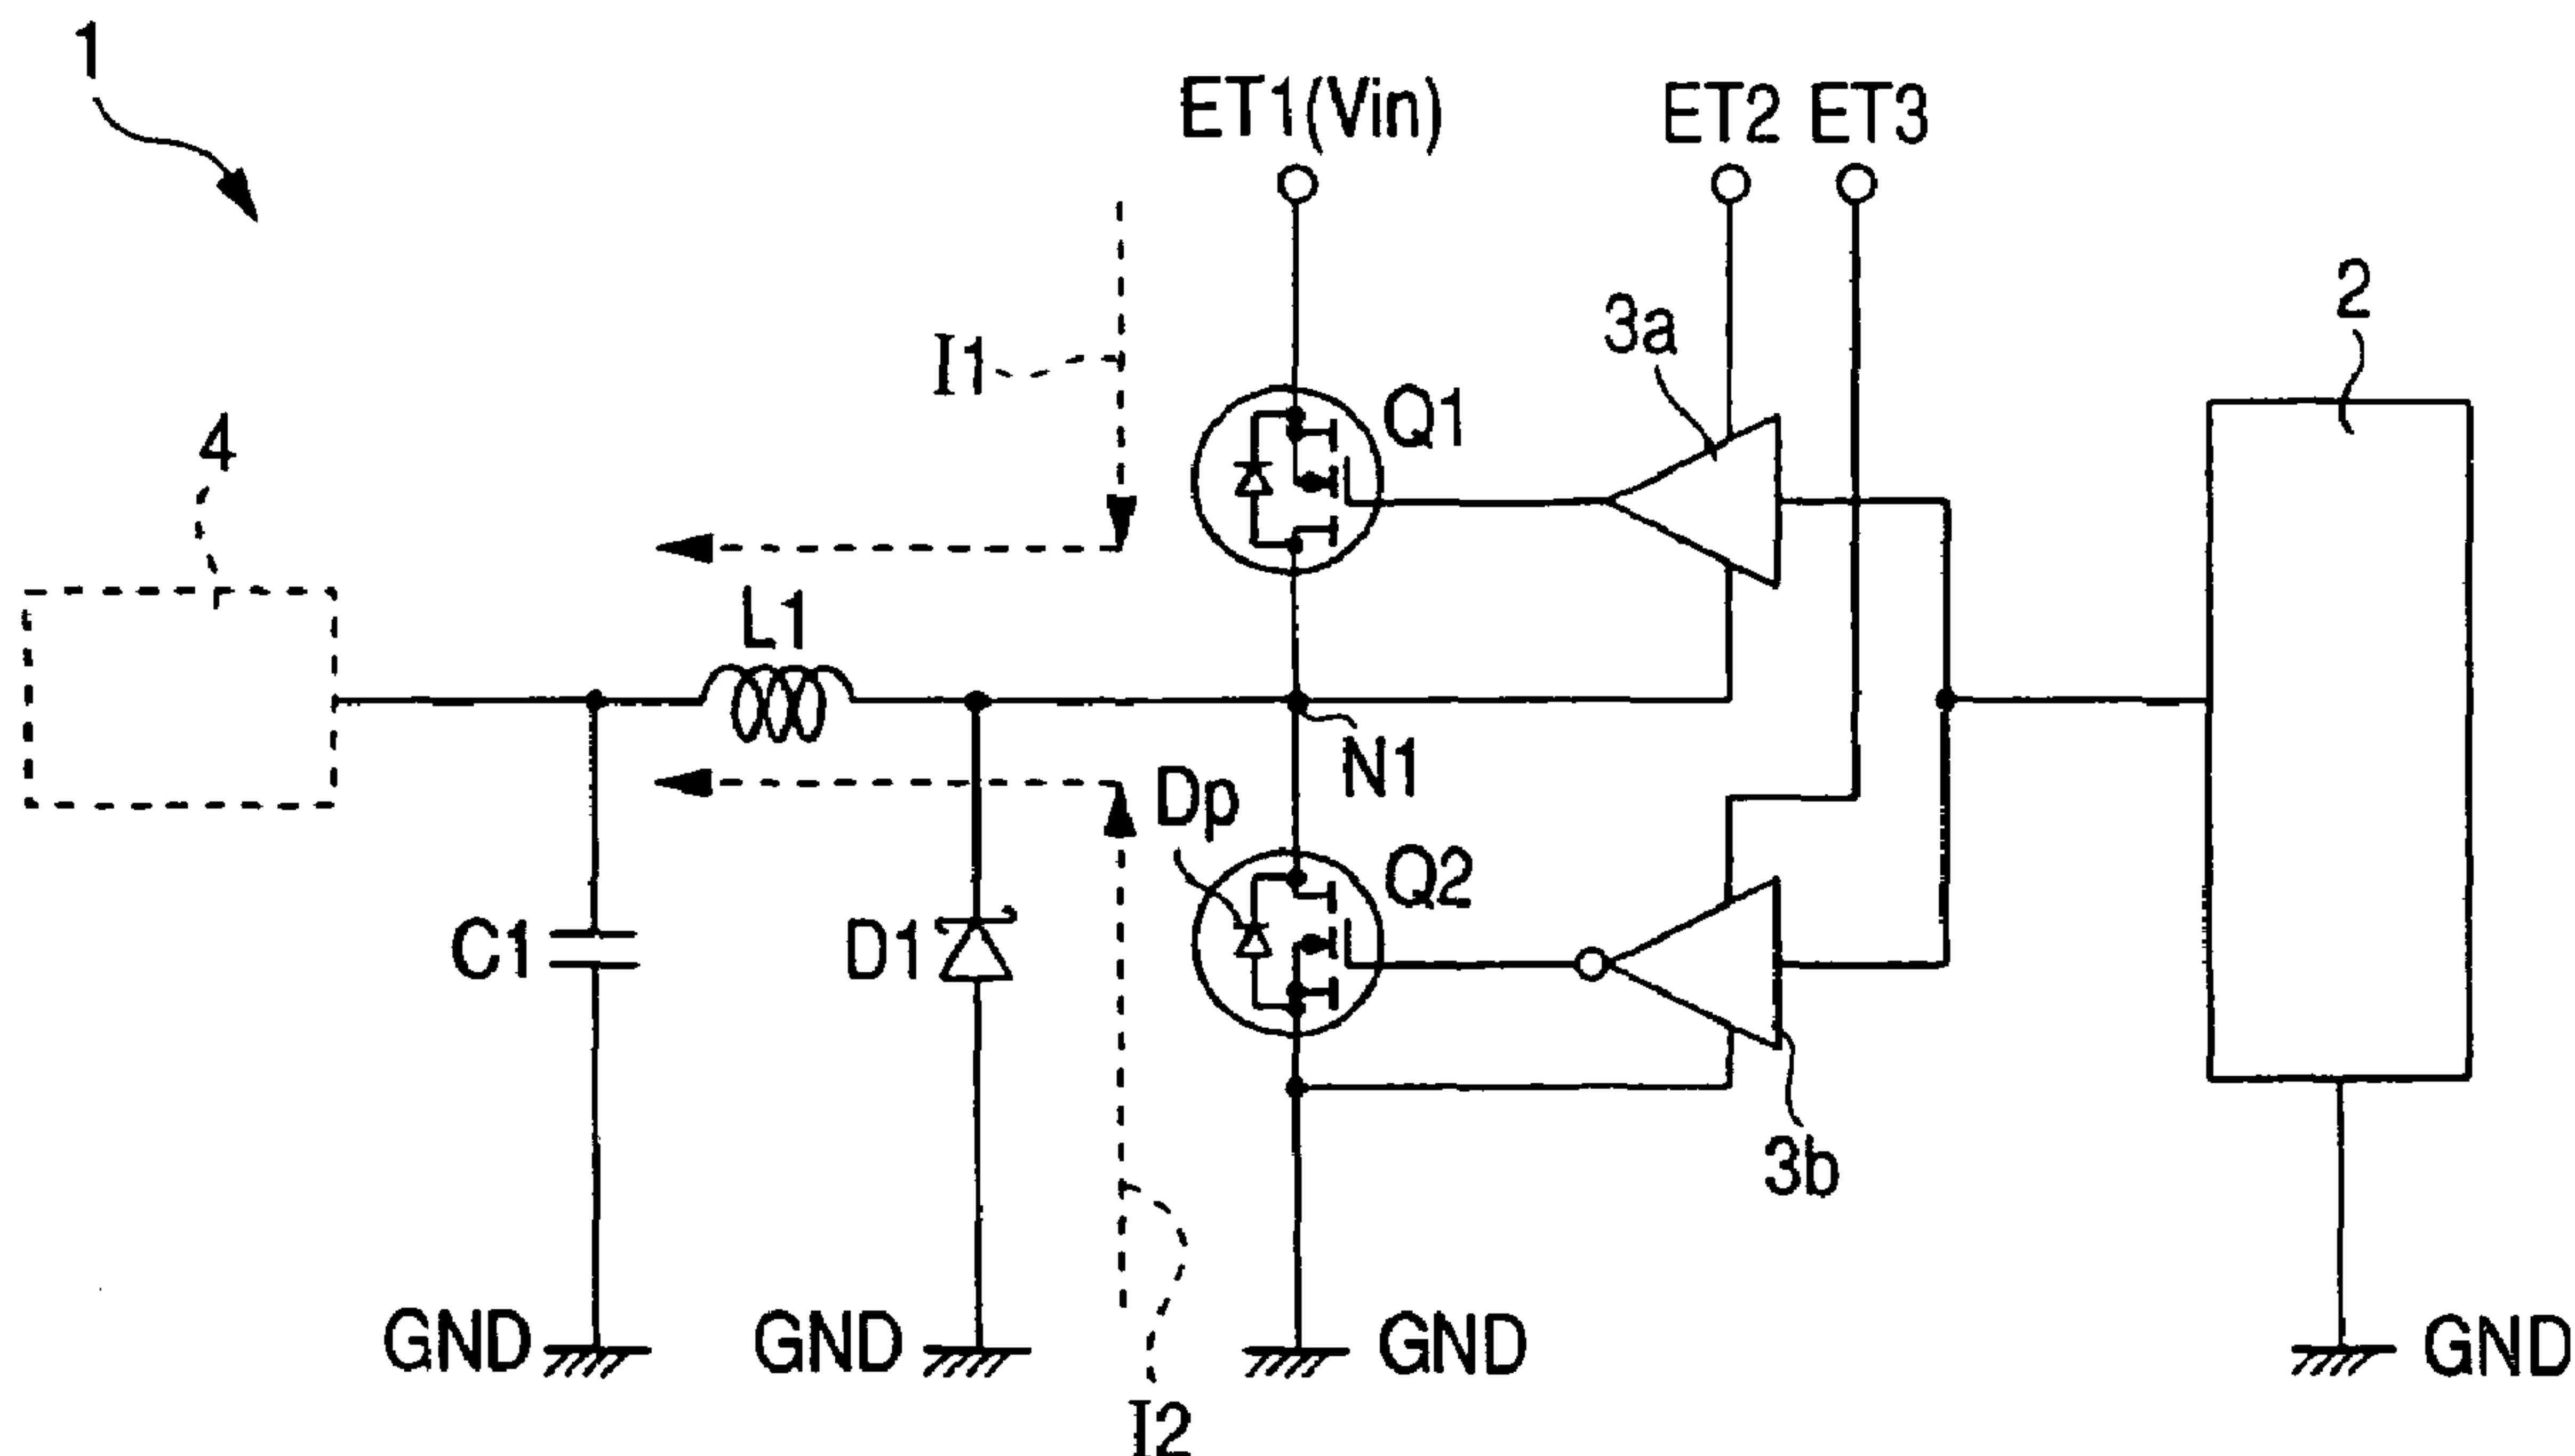 1
ET1(Vin)
ET2
ET3
2
3a
I1
Q1
4
L1
N1
Dp
Q2
C1
D1
3b
GND
GND
GND
GND
I2